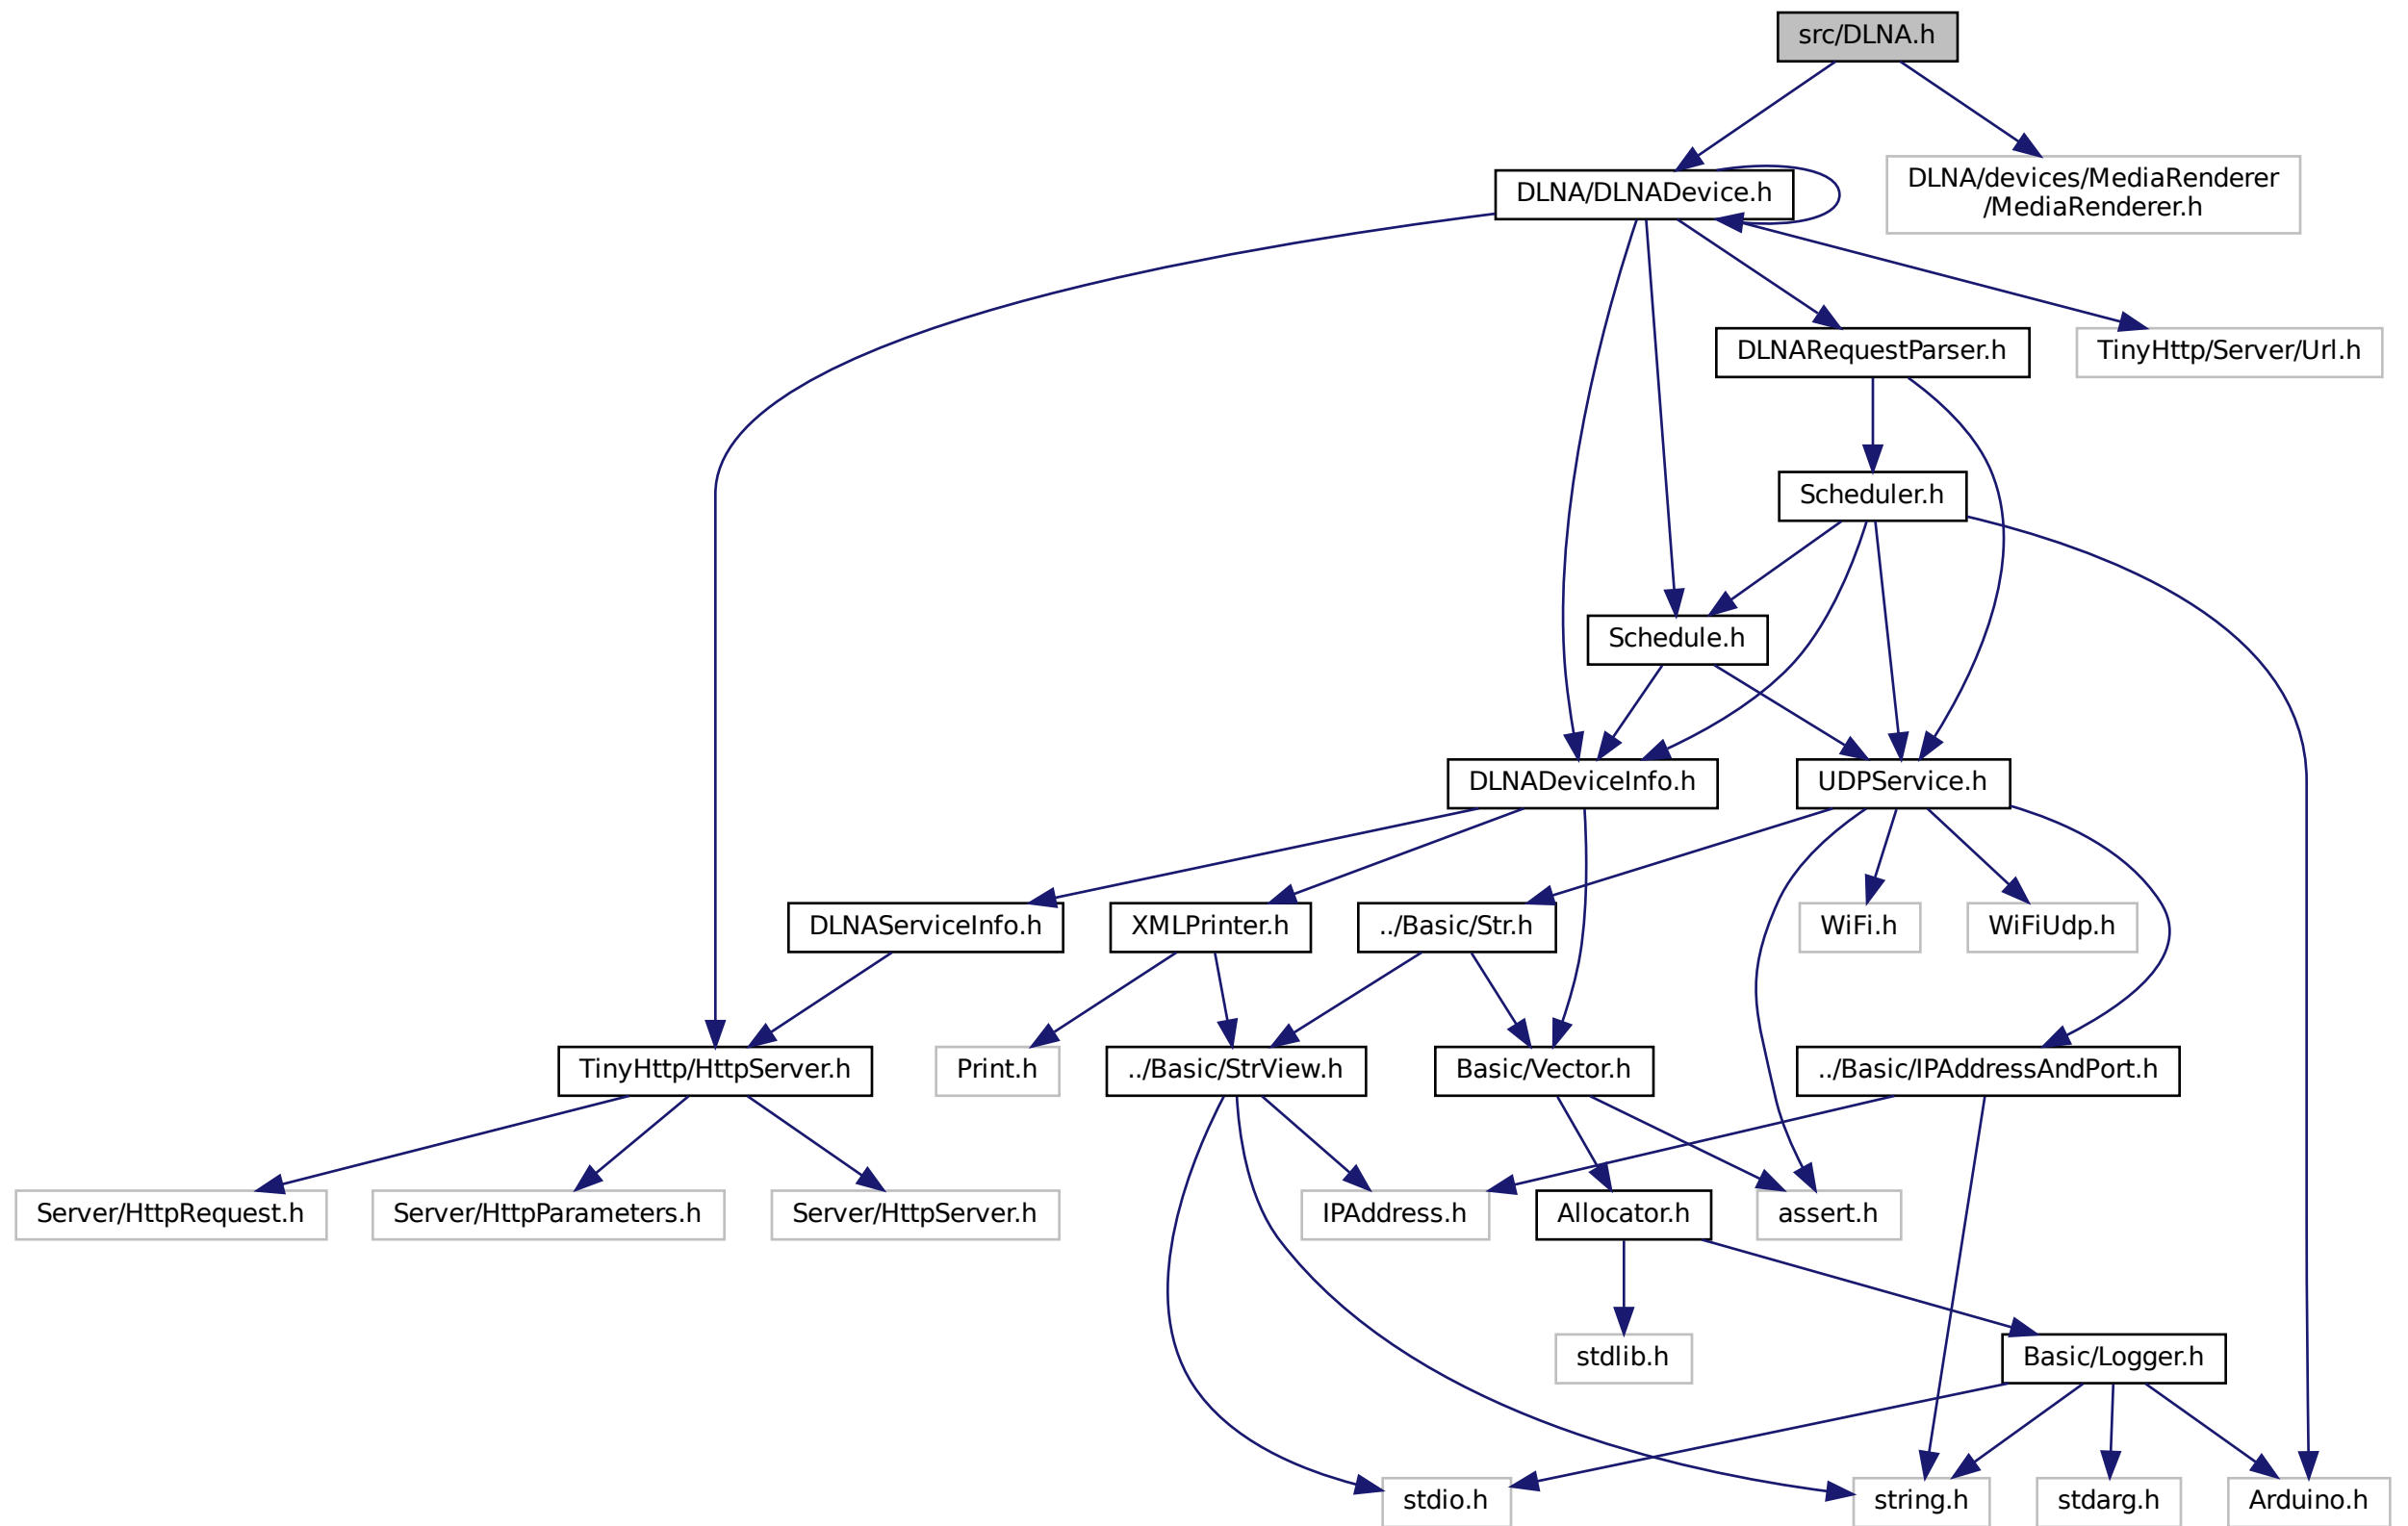 src/DLNA.h
DLNA/DLNADevice.h
DLNA/devices/MediaRenderer
/MediaRenderer.h
DLNARequestParser.h
TinyHttp/Server/Url.h
Scheduler.h
Schedule.h
DLNADeviceInfo.h
UDPService.h
DLNAServiceInfo.h
XMLPrinter.h
../Basic/Str.h
WiFi.h
WiFiUdp.h
TinyHttp/HttpServer.h
Print.h
../Basic/StrView.h
Basic/Vector.h
../Basic/IPAddressAndPort.h
Server/HttpRequest.h
Server/HttpParameters.h
Server/HttpServer.h
IPAddress.h
Allocator.h
assert.h
stdlib.h
Basic/Logger.h
stdio.h
string.h
stdarg.h
Arduino.h